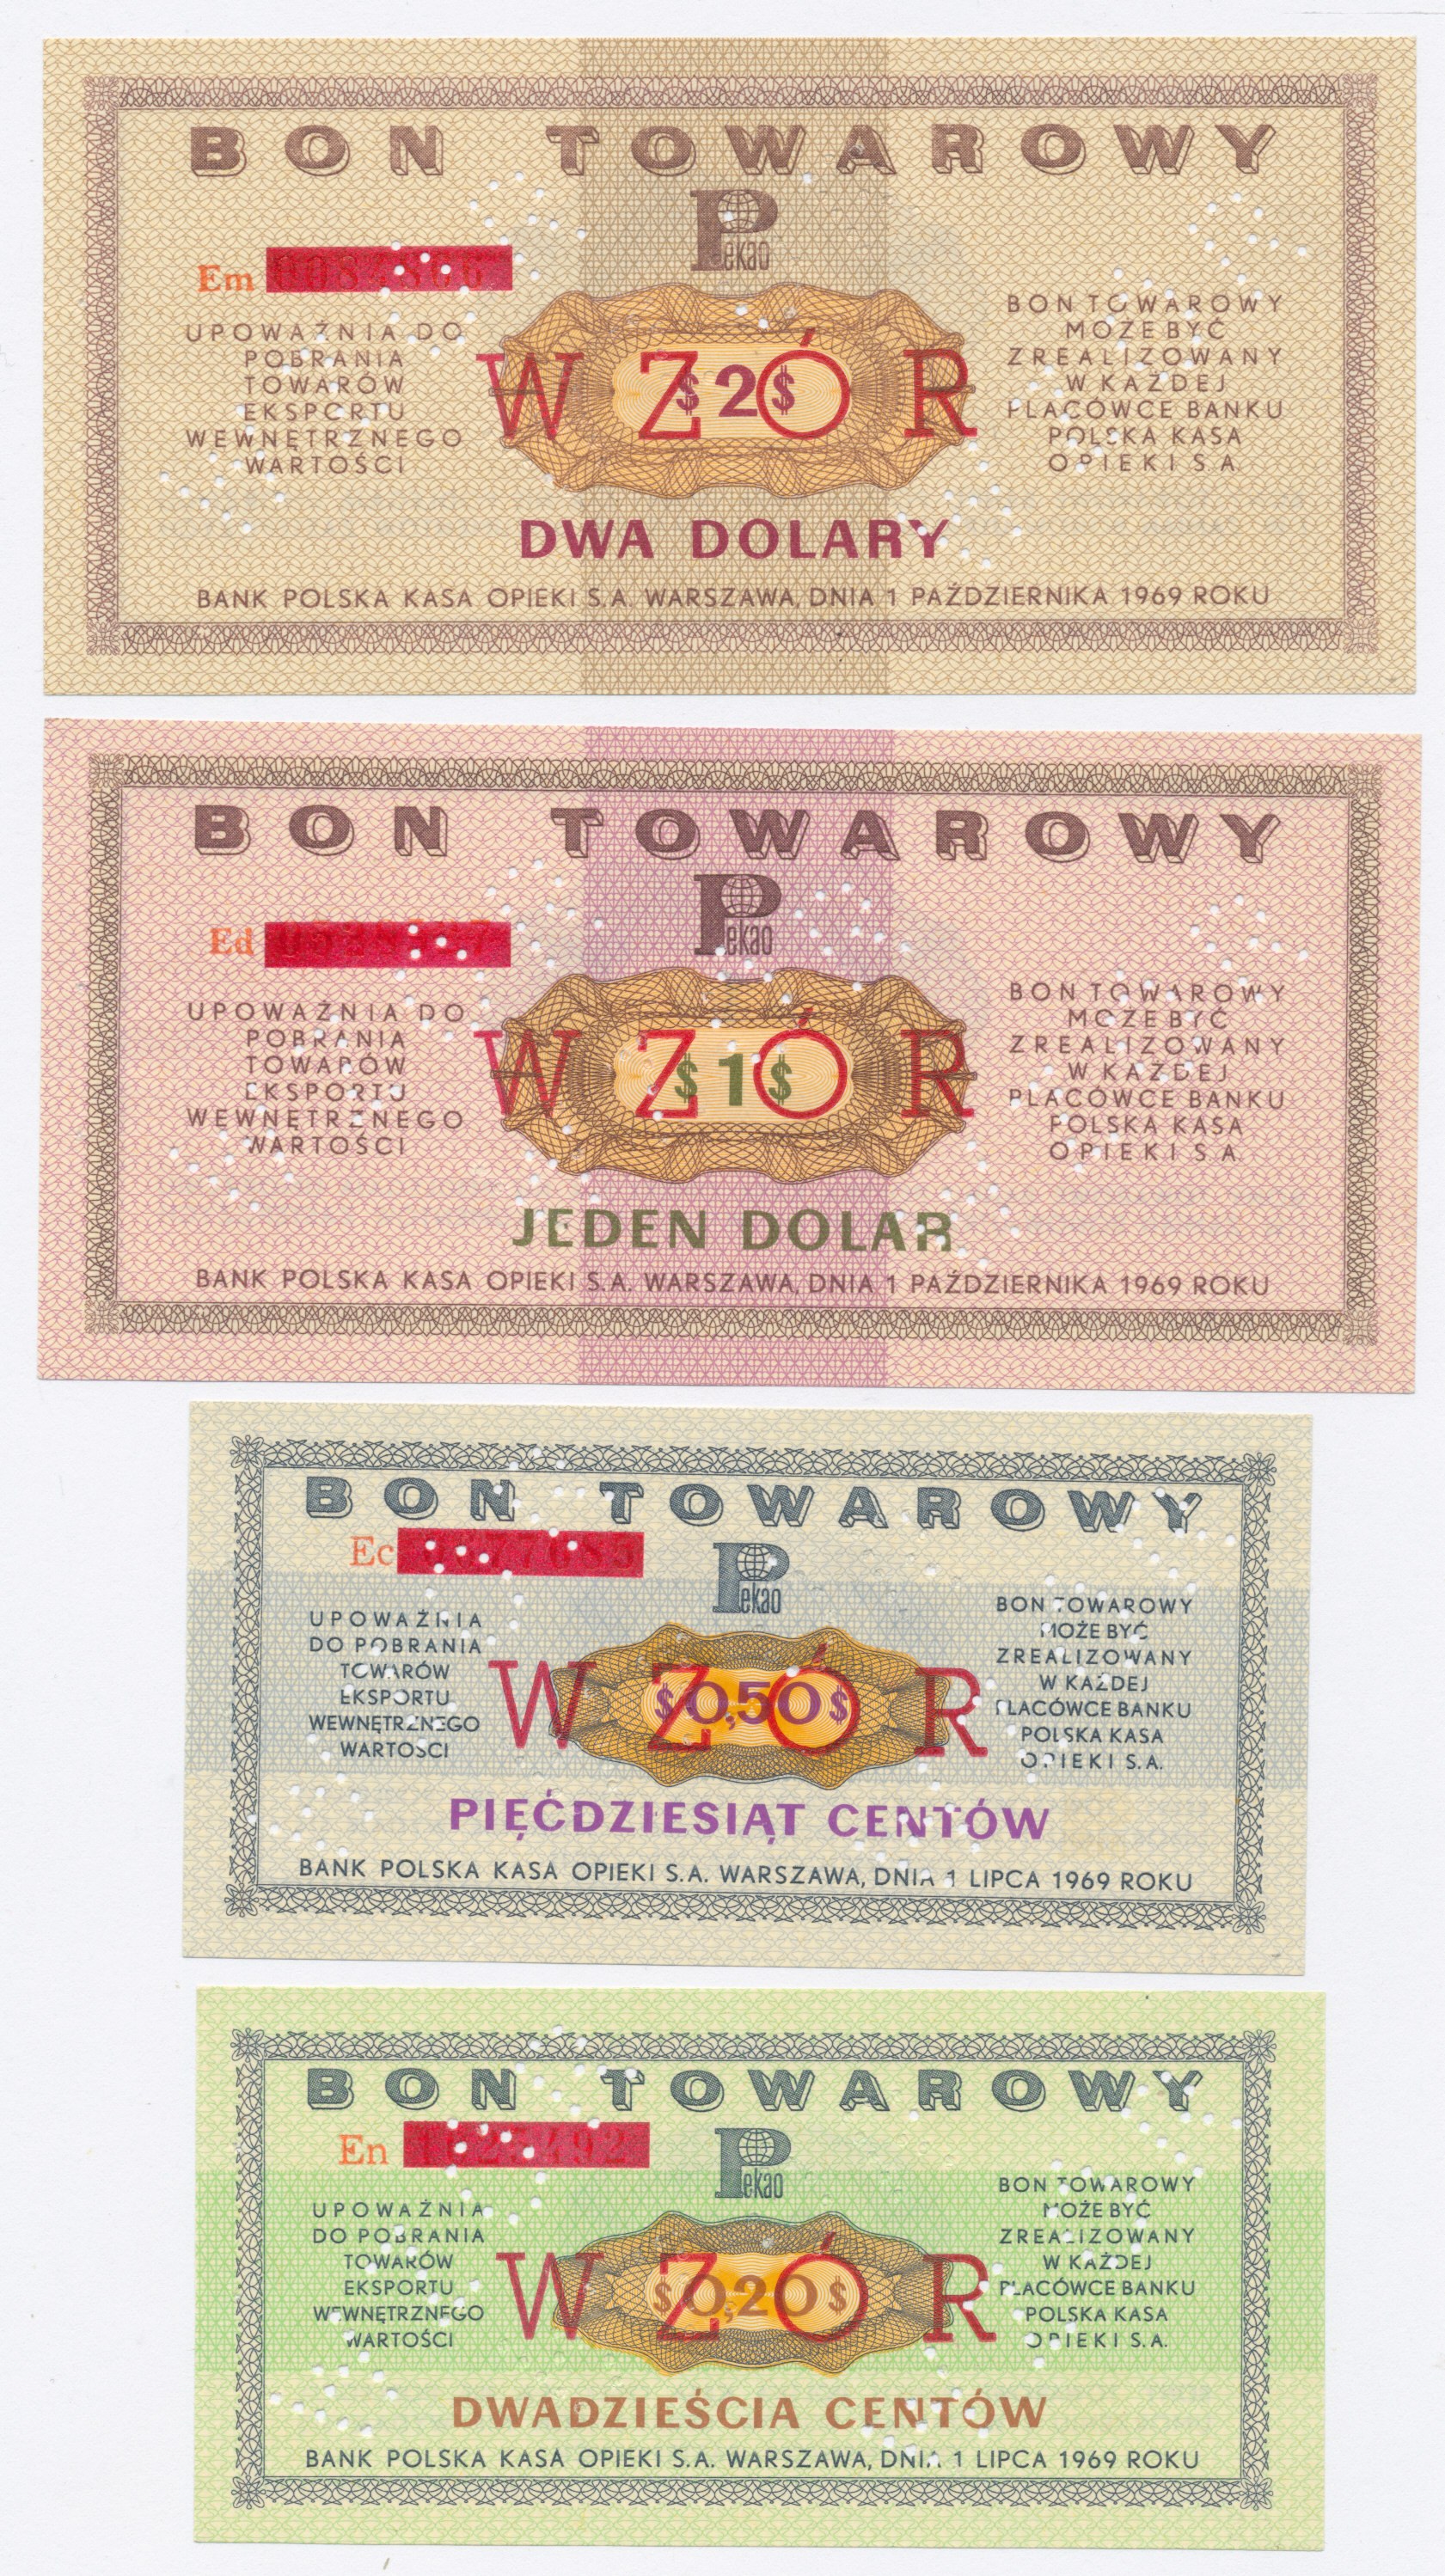 BON TOWAROWY
Pekao
Em
UPOWAŻNIA DO
POBRANIA
TOWARÓW
EKSPORTU
WEWNĘTRZNEGO
WARTOŚCI
WZÓR
$2$
BON TOWAROWY
MOŻE BYĆ
ZREALIZOWANY
W KAŻDEJ
PLACÓWCE BANKU
POLSKA KASA
OPIEKI S.A.
DWA DOLARY
BANK POLSKA KASA OPIEKI S.A. WARSZAWA, DNIA 1 PAŹDZIERNIKA 1969 ROKU
BON TOWAROWY
Pekao
Ed
UPOWAŻNIA DO
POBRANIA
TOWARÓW
EKSPORTU
WEWNĘTRZNEGO
WARTOŚCI
WZÓR
$1$
BON TOWAROWY
MOŻE BYĆ
ZREALIZOWANY
W KAŻDEJ
PLACÓWCE BANKU
POLSKA KASA
OPIEKI S.A.
JEDEN DOLAR
BANK POLSKA KASA OPIEKI S.A. WARSZAWA, DNIA 1 PAŹDZIERNIKA 1969 ROKU
BON TOWAROWY
Pekao
Ec
UPOWAŻNIA
DO POBRANIA
TOWARÓW
EKSPORTU
WEWNĘTRZNEGO
WARTOŚCI
WZÓR
$0,50$
BON TOWAROWY
MOŻE BYĆ
ZREALIZOWANY
W KAŻDEJ
PLACÓWCE BANKU
POLSKA KASA
OPIEKI S.A.
PIĘĆDZIESIĄT CENTÓW
BANK POLSKA KASA OPIEKI S.A. WARSZAWA, DNIA 1 LIPCA 1969 ROKU
BON TOWAROWY
Pekao
En
UPOWAŻNIA
DO POBRANIA
TOWARÓW
EKSPORTU
WEWNĘTRZNEGO
WARTOŚCI
WZÓR
$0,20$
BON TOWAROWY
MOŻE BYĆ
ZREALIZOWANY
W KAŻDEJ
PLACÓWCE BANKU
POLSKA KASA
OPIEKI S.A.
DWADZIEŚCIA CENTÓW
BANK POLSKA KASA OPIEKI S.A. WARSZAWA, DNIA 1 LIPCA 1969 ROKU